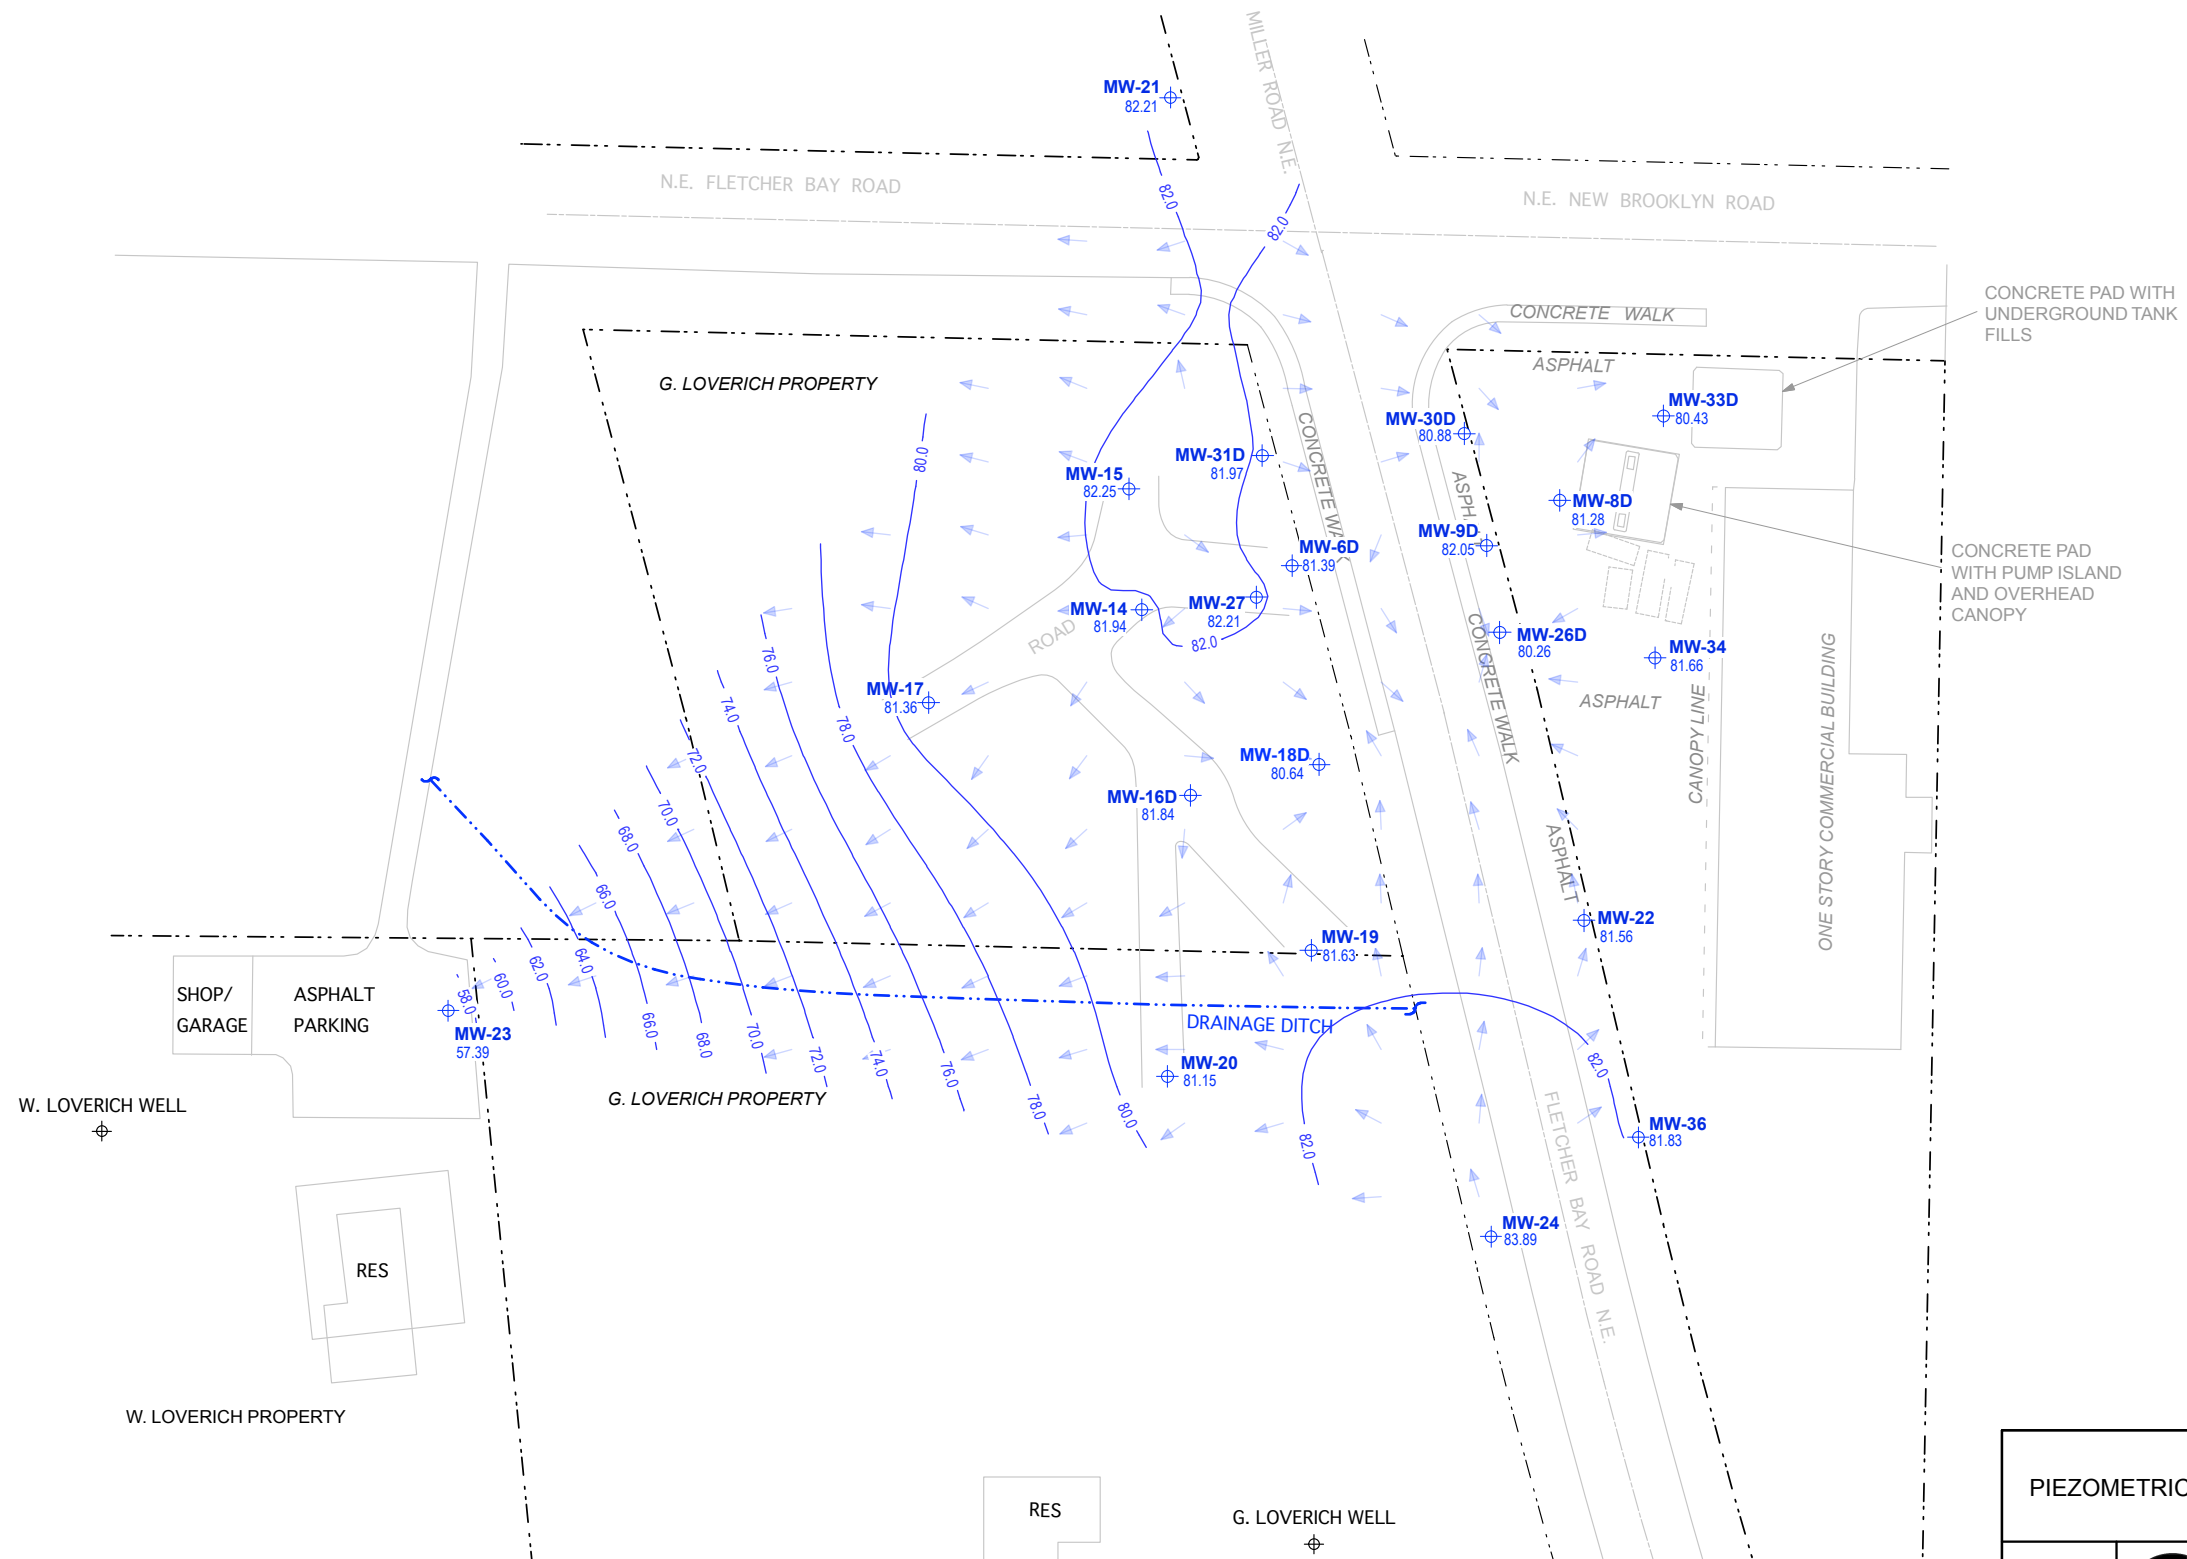 MILLER ROAD N.E.
MW-21
82.21
N.E. FLETCHER BAY ROAD
82.0
82.0
N.E. NEW BROOKLYN ROAD
CONCRETE PAD WITH
UNDERGROUND TANK
FILLS
CONCRETE WALK
ASPHALT
G. LOVERICH PROPERTY
MW-33D
80.43
MW-30D
80.88
CONCRETE WA
80.0
MW-31D
81.97
MW-15
82.25
ASPH
MW-8D
81.28
MW-9D
82.05
MW-6D
81.39
CONCRETE PAD
WITH PUMP ISLAND
AND OVERHEAD
CANOPY
MW-14
81.94
MW-27
82.21
ROAD
82.0
CONCRETE WALK
MW-26D
80.26
MW-34
81.66
76.0
74.0
78.0
72.0
MW-17
81.36
ASPHALT
CANOPY LINE
ONE STORY COMMERCIAL BUILDING
MW-18D
80.64
MW-16D
81.84
70.0
68.0
66.0
ASPHALT
MW-22
81.56
MW-19
81.63
64.0
62.0
60.0
58.0
SHOP/
GARAGE
ASPHALT
PARKING
MW-23
57.39
DRAINAGE DITCH
66.0
68.0
70.0
72.0
74.0
76.0
78.0
80.0
MW-20
81.15
82.0
82.0
G. LOVERICH PROPERTY
W. LOVERICH WELL
MW-36
81.83
FLETCHER BAY ROAD N.E.
MW-24
83.89
RES
W. LOVERICH PROPERTY
RES
G. LOVERICH WELL
PIEZOMETRIC